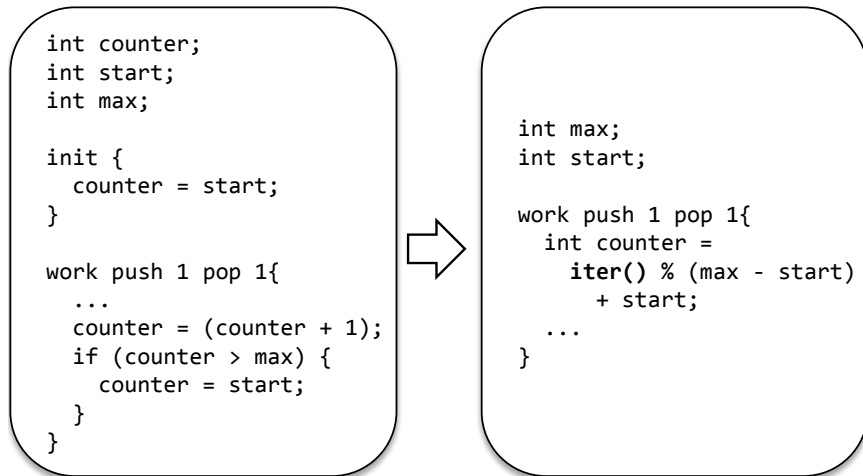 int counter;
int start;
int max;
init {
counter = start;
}
work push 1 pop 1{
...
counter = (counter + 1);
if (counter > max) {
counter = start;
}
}
int max;
int start;
work push 1 pop 1{
int counter =
iter() % (max - start)
+ start;
...
}